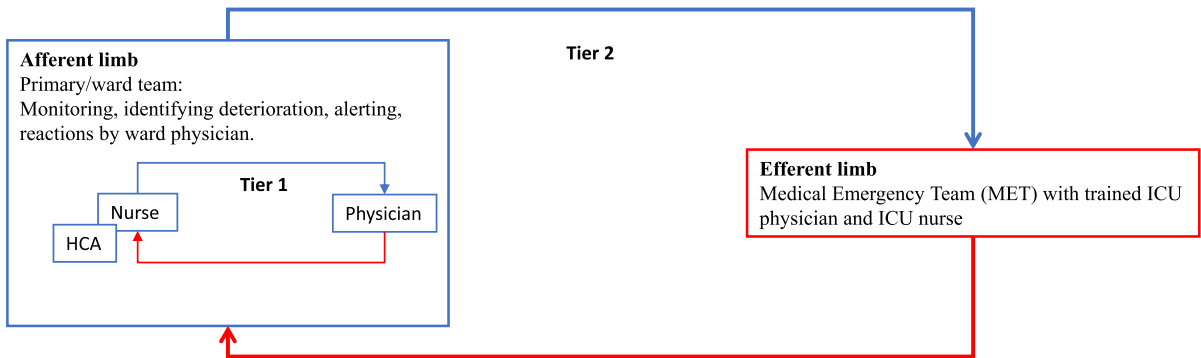 Tier 2
Afferent limb
Primary/ward team:
Monitoring, identifying deterioration, alerting,
reactions by ward physician.
Tier 1
Nurse
Physician
HCA
Efferent limb
Medical Emergency Team (MET) with trained ICU
physician and ICU nurse